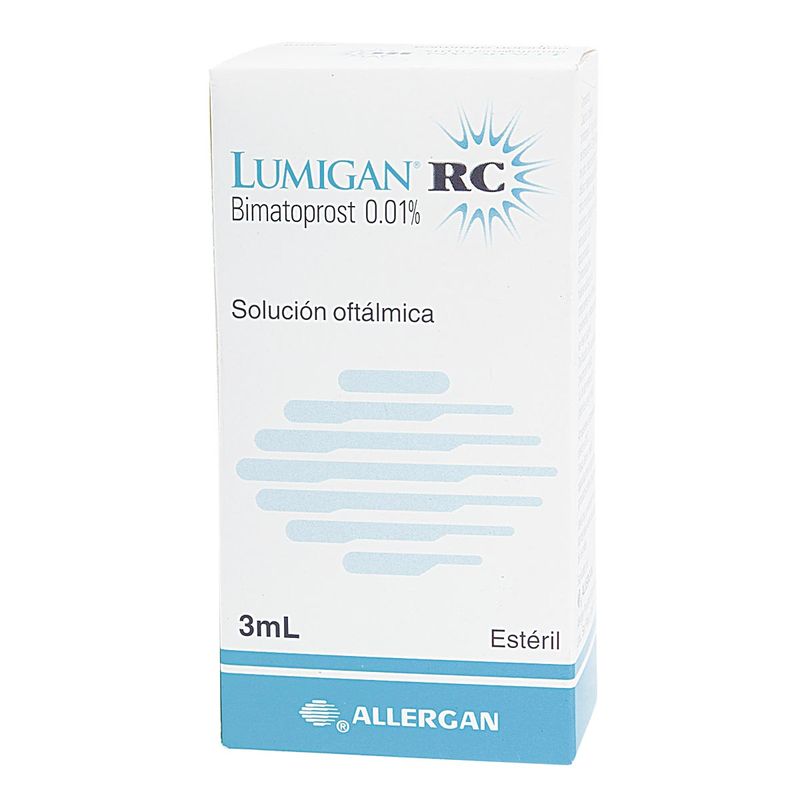 LUMIGAN® RC
Bimatoprost 0.01%
Solución oftálmica
3mL
Estéril
® ALLERGAN